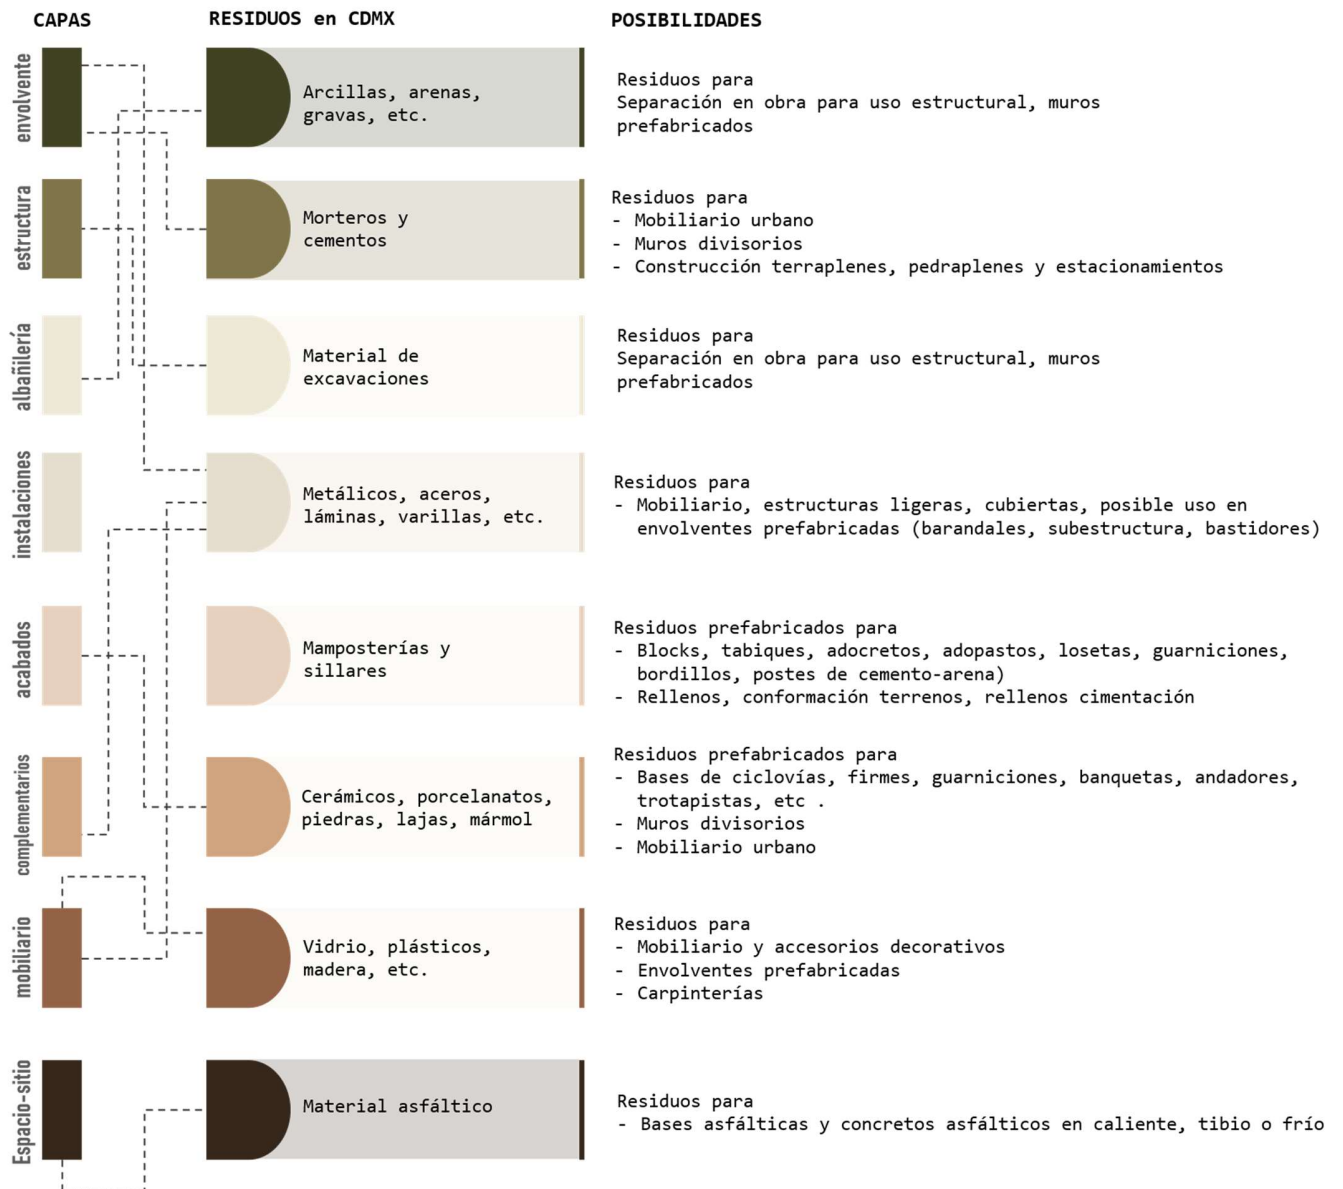 CAPAS
RESIDUOS en CDMX
POSIBILIDADES
envolvente
Arcillas, arenas,
gravas, etc.
Residuos para
Separación en obra para uso estructural, muros
prefabricados
estructura
Morteros y
cementos
Residuos para
- Mobiliario urbano
- Muros divisorios
- Construcción terraplenes, pedraplenes y estacionamientos
albañilería
Material de
excavaciones
Residuos para
Separación en obra para uso estructural, muros
prefabricados
instalaciones
Metálicos, aceros,
láminas, varillas, etc.
Residuos para
- Mobiliario, estructuras ligeras, cubiertas, posible uso en
envolventes prefabricadas (barandales, subestructura, bastidores)
acabados
Mamposterías y
sillares
Residuos prefabricados para
- Blocks, tabiques, adocretos, adopastos, losetas, guarniciones,
bordillos, postes de cemento-arena)
- Rellenos, conformación terrenos, rellenos cimentación
complementarios
Cerámicos, porcelanatos,
piedras, lajas, mármol
Residuos prefabricados para
- Bases de ciclovías, firmes, guarniciones, banquetas, andadores,
trotapistas, etc .
- Muros divisorios
- Mobiliario urbano
mobiliario
Vidrio, plásticos,
madera, etc.
Residuos para
- Mobiliario y accesorios decorativos
- Envolventes prefabricadas
- Carpinterías
Espacio-sitio
Material asfáltico
Residuos para
- Bases asfálticas y concretos asfálticos en caliente, tibio o frío